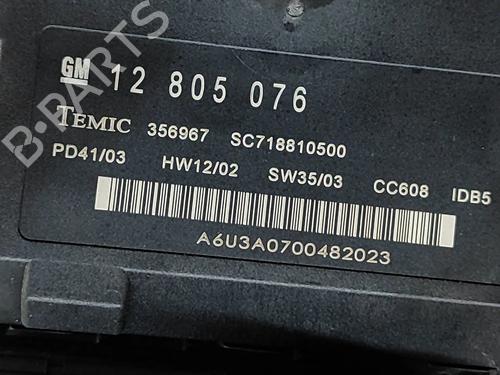 B-PARTS
GM 12 805 076
TEMIC 356967 SC718810500
PD41/03 HW12/02 SW35/03 CC608 IDB5
A6U3A0700482023